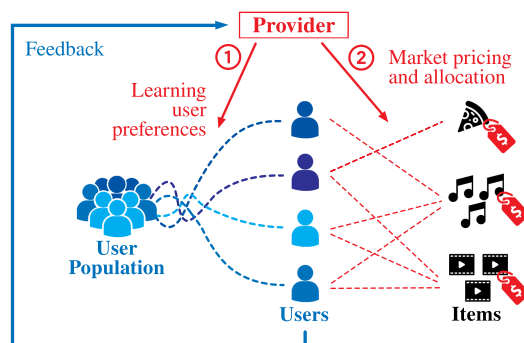 Provider
Feedback
1
2
Market pricing
and allocation
Learning
user
preferences
$
$
$
User
Population
Users
Items